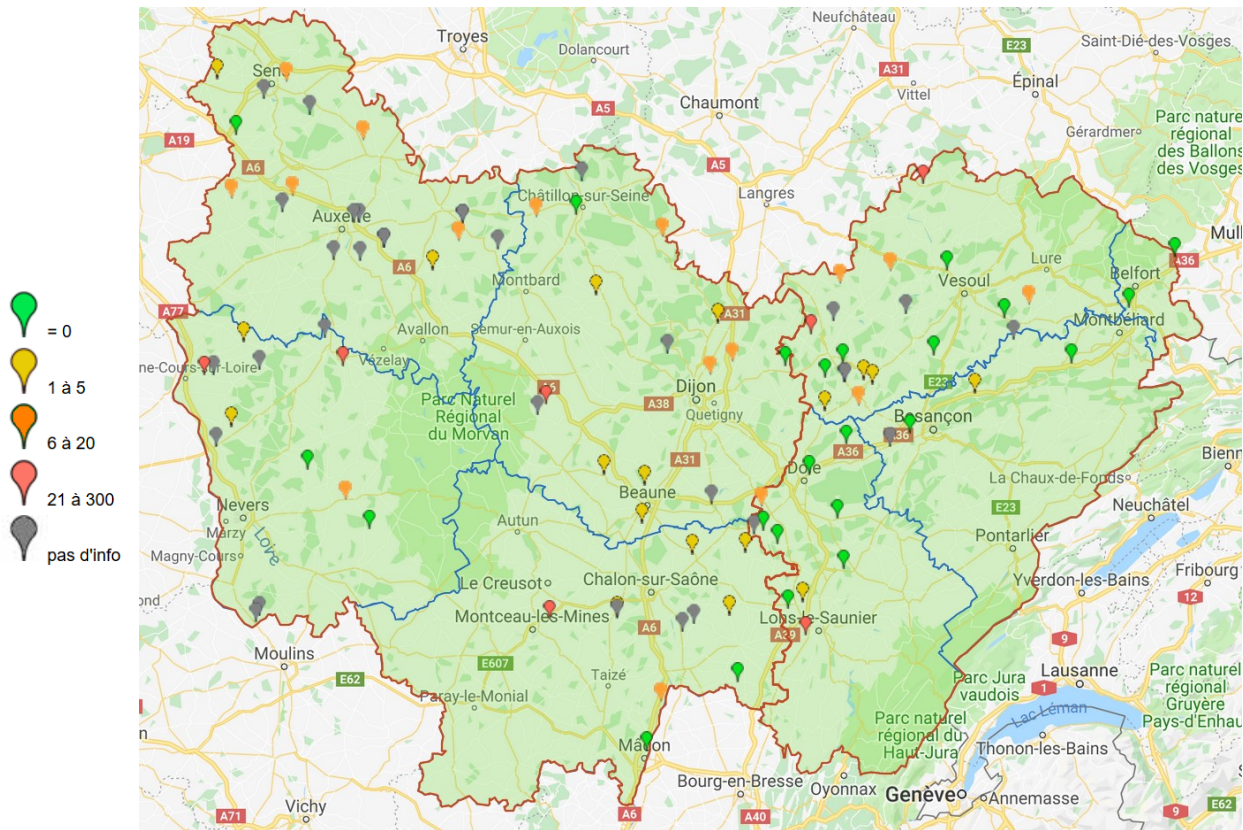 = 0
1 à 5
6 à 20
21 à 300
pas d'info
Neufchâteau
Troyes
Dolancourt
E23
Saint-Dié-des-Vosges
A31
Sens
Vittel
Épinal
Chaumont
A5
Parc naturel
régional
des Ballons
des Vosges
Gérardmer
A19
A6
A5
Langres
Châtillon-sur-Seine
Auxerre
Mulh
A36
A6
Lure
Belfort
Vesoul
Montbard
A77
A31
Montbéliard
Avallon
Semur-en-Auxois
Vézelay
ne-Cours-sur-Loire
Dijon
E23
A6
Parc Naturel
Régional
du Morvan
A38
Quetigny
Besançon
A36
A36
Bienn
A31
Dole
La Chaux-de-Fonds
Beaune
Nevers
E23
Neuchâtel
Marzy
Autun
Pontarlier
Loire
Magny-Cours
Fribourg
Le Creusot
Chalon-sur-Saône
Yverdon-les-Bains
12
ond
Montceau-les-Mines
A6
A39
Lons-le-Saunier
9
Moulins
E607
Taizé
E62
Parc Jura
vaudois
Lausanne
1
Parc naturel
régional
Gruyère
Pays-d'Enhau
Paray-le-Monial
Lac Léman
Parc naturel
régional du
Haut-Jura
n
Mâcon
Thonon-les-Bains
Bourg-en-Bresse
Oyonnax
Genève
Annemasse
Vichy
A71
A6
A40
9
E62